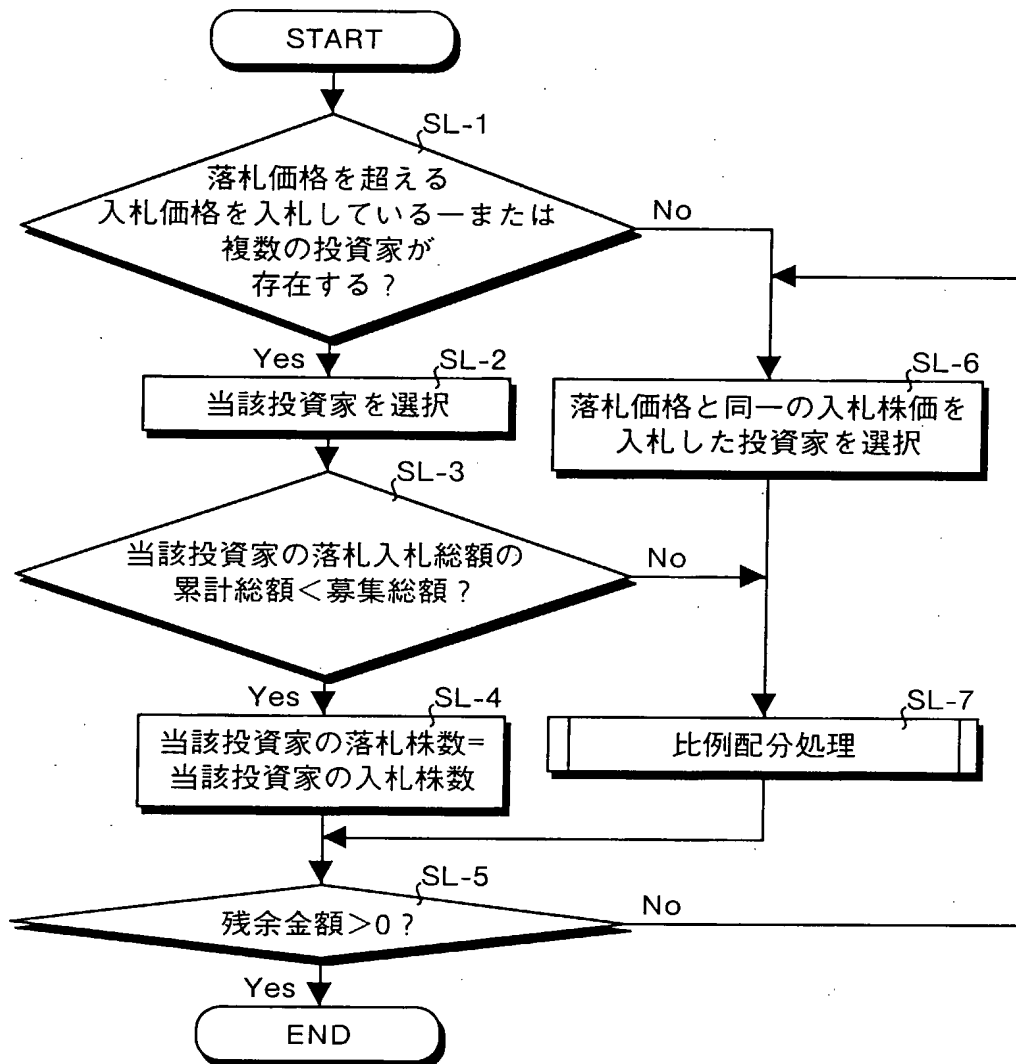 START
SL-1
落札価格を超える
入札価格を入札している一または
複数の投資家が
存在する？
No
Yes
SL-2
当該投資家を選択
SL-6
落札価格と同一の入札株価を
入札した投資家を選択
SL-3
当該投資家の落札入札総額の
累計総額＜募集総額？
No
Yes
SL-4
当該投資家の落札株数=
当該投資家の入札株数
SL-7
比例配分処理
SL-5
残余金額＞0？
No
Yes
END